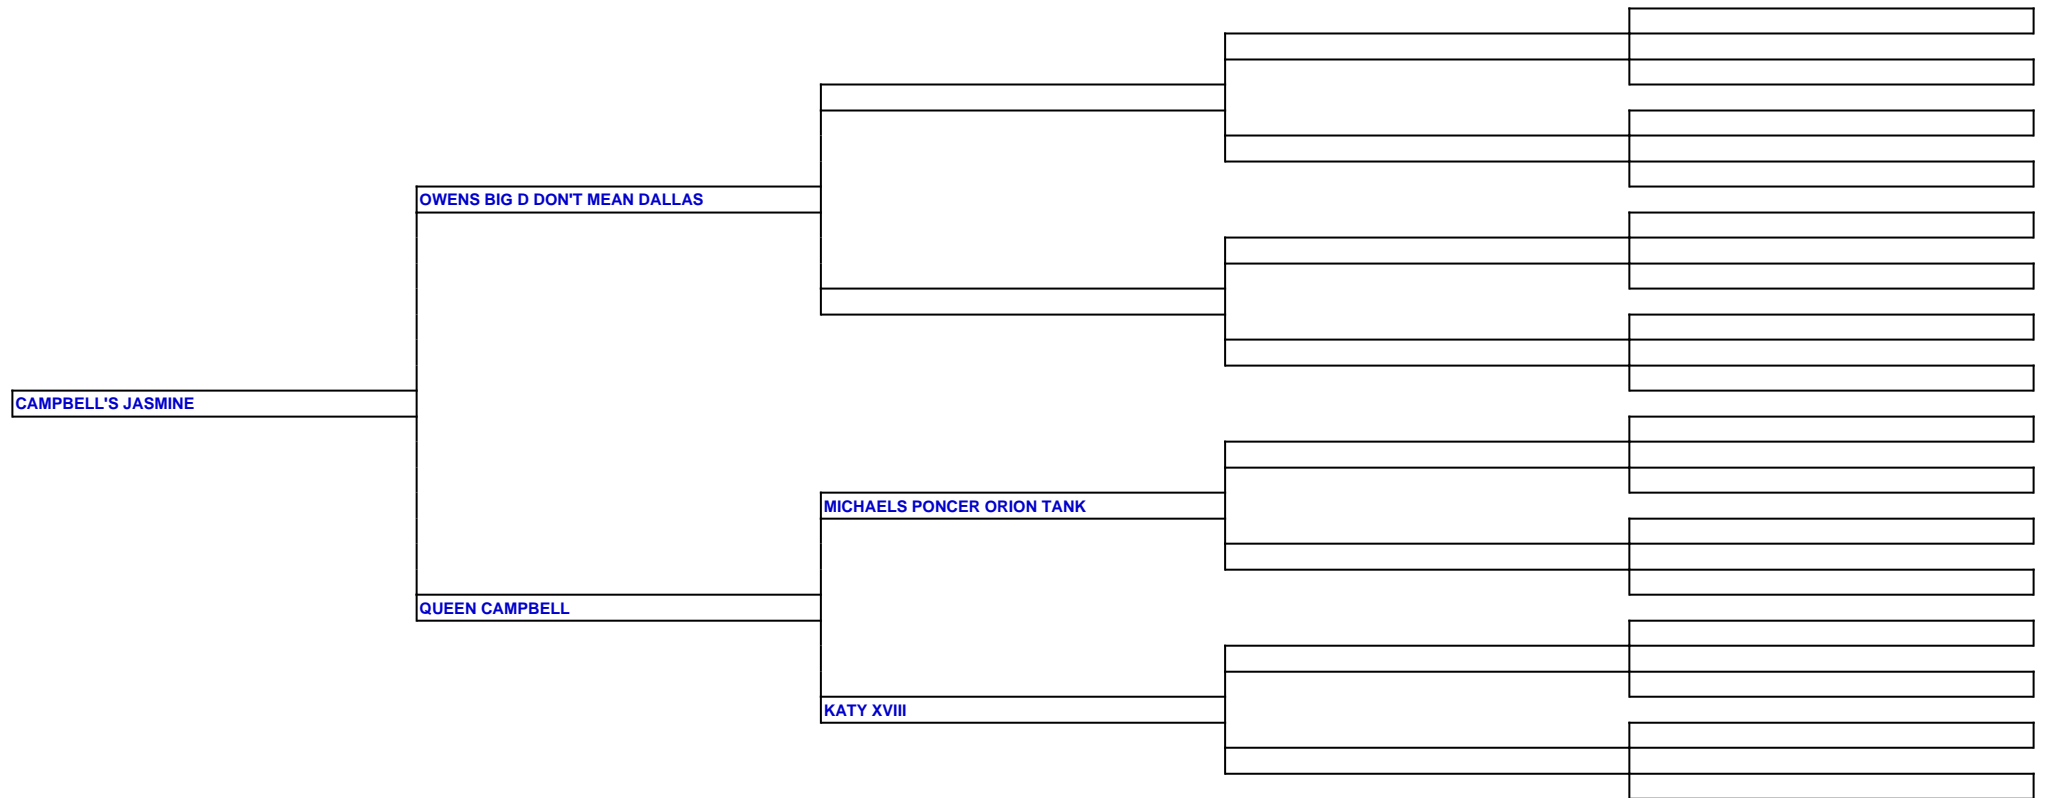 OWENS BIG D DON'T MEAN DALLAS
CAMPBELL'S JASMINE
MICHAELS PONCER ORION TANK
QUEEN CAMPBELL
KATY XVIII